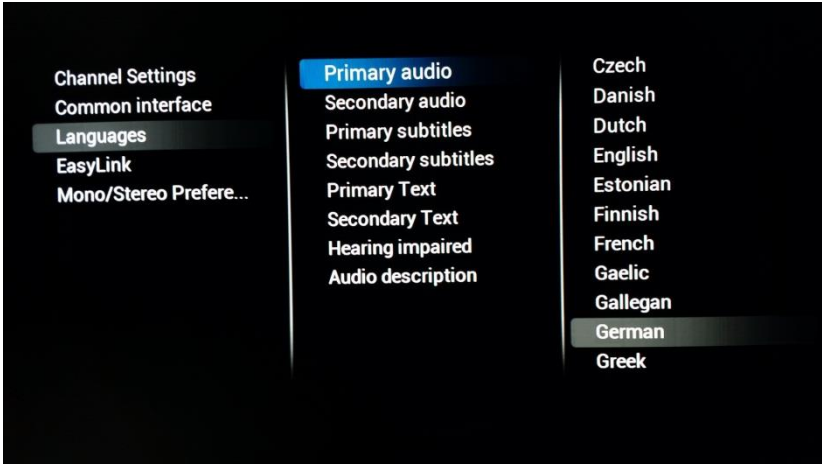 Channel Settings
Common interface
Languages
EasyLink
Mono/Stereo Prefere...
Primary audio
Secondary audio
Primary subtitles
Secondary subtitles
Primary Text
Secondary Text
Hearing impaired
Audio description
Czech
Danish
Dutch
English
Estonian
Finnish
French
Gaelic
Gallegan
German
Greek